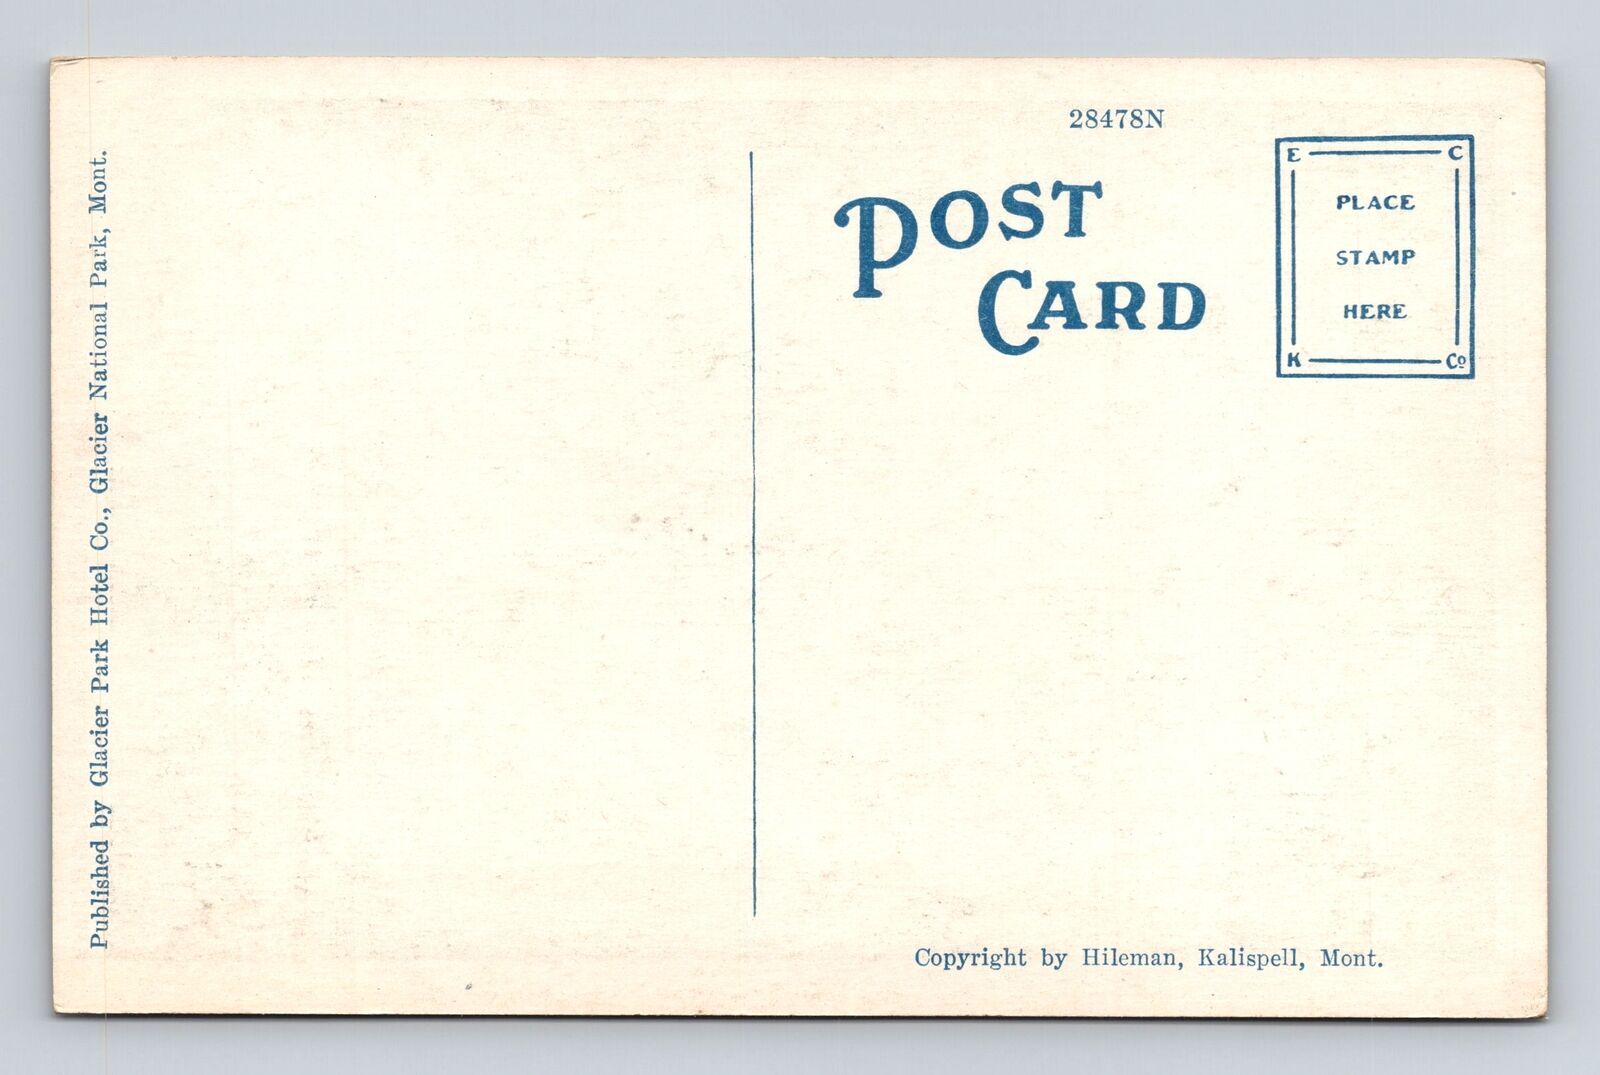 28478N
POST
CARD
E C
PLACE
STAMP
HERE
K Co
Published by Glacier Park Hotel Co., Glacier National Park, Mont.
Copyright by Hileman, Kalispell, Mont.